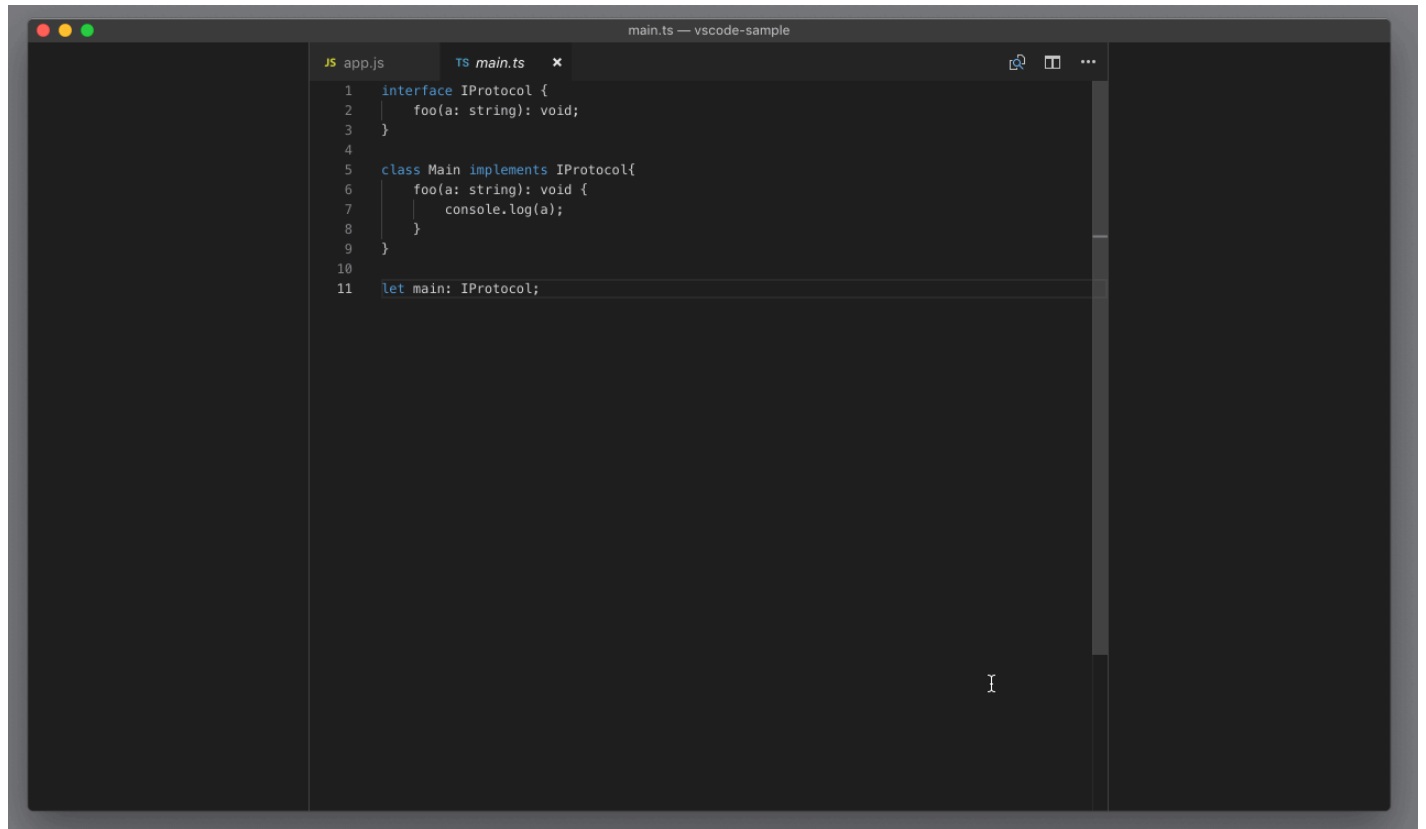 main.ts — vscode-sample
JS app.js TS main.ts ×
1 interface IProtocol {
2     foo(a: string): void;
3 }
4
5 class Main implements IProtocol{
6     foo(a: string): void {
7         console.log(a);
8     }
9 }
10
11 let main: IProtocol;